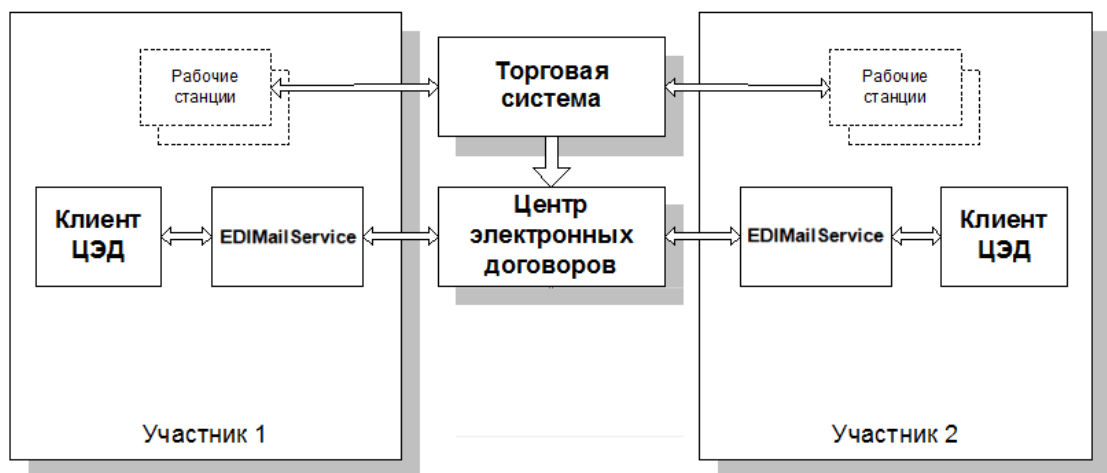 Рабочие
станции
Торговая
система
Рабочие
станции
Клиент
ЦЭД
EDIMailService
Центр
электронных
договоров
EDIMailService
Клиент
ЦЭД
Участник 1
Участник 2